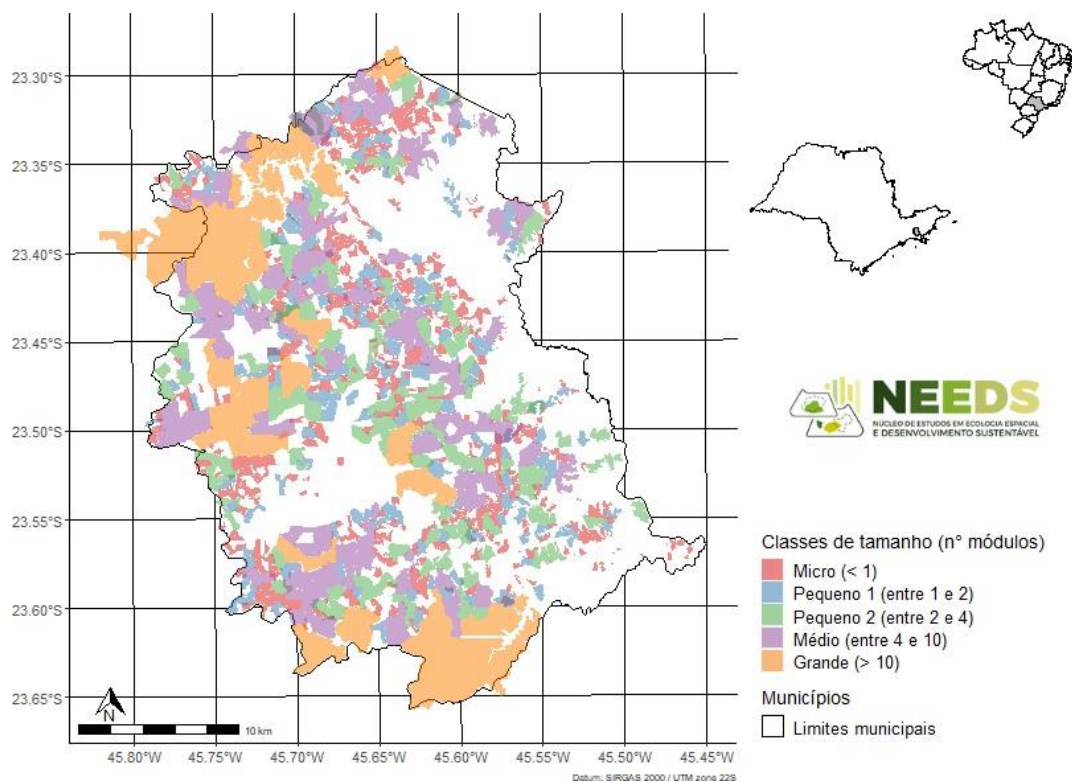 23.30°S
23.35°S
23.40°S
23.45°S
23.50°S
23.55°S
23.60°S
23.65°S
N
10 km
45.80°W
45.75°W
45.70°W
45.65°W
45.60°W
45.55°W
45.50°W
45.45°W
Datum: SIRGAS 2000 / UTM zone 22S
NEEDS
NÚCLEO DE ESTUDOS EM ECOLOGIA ESPACIAL
E DESENVOLVIMENTO SUSTENTÁVEL
Classes de tamanho (n° módulos)
Micro (< 1)
Pequeno 1 (entre 1 e 2)
Pequeno 2 (entre 2 e 4)
Médio (entre 4 e 10)
Grande (> 10)
Municípios
Limites municipais